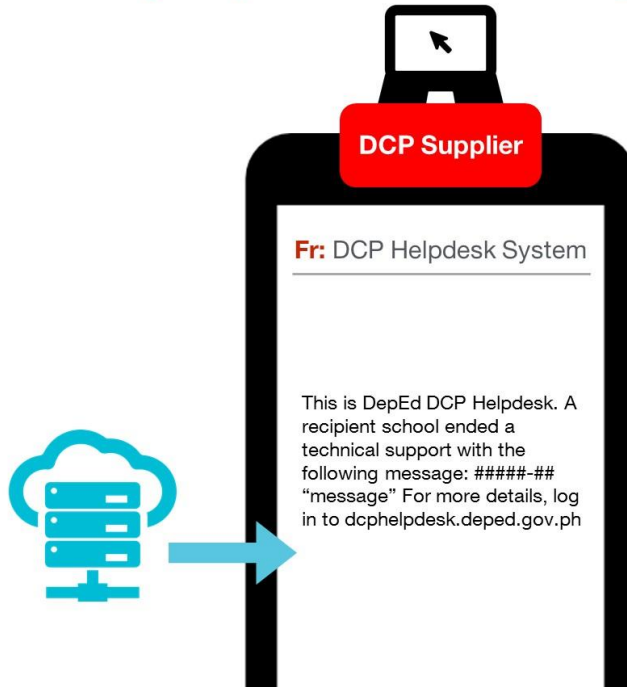 DCP Supplier
Fr: DCP Helpdesk System
This is DepEd DCP Helpdesk. A
recipient school ended a
technical support with the
following message: #####-##
“message” For more details, log
in to dcphelpdesk.deped.gov.ph